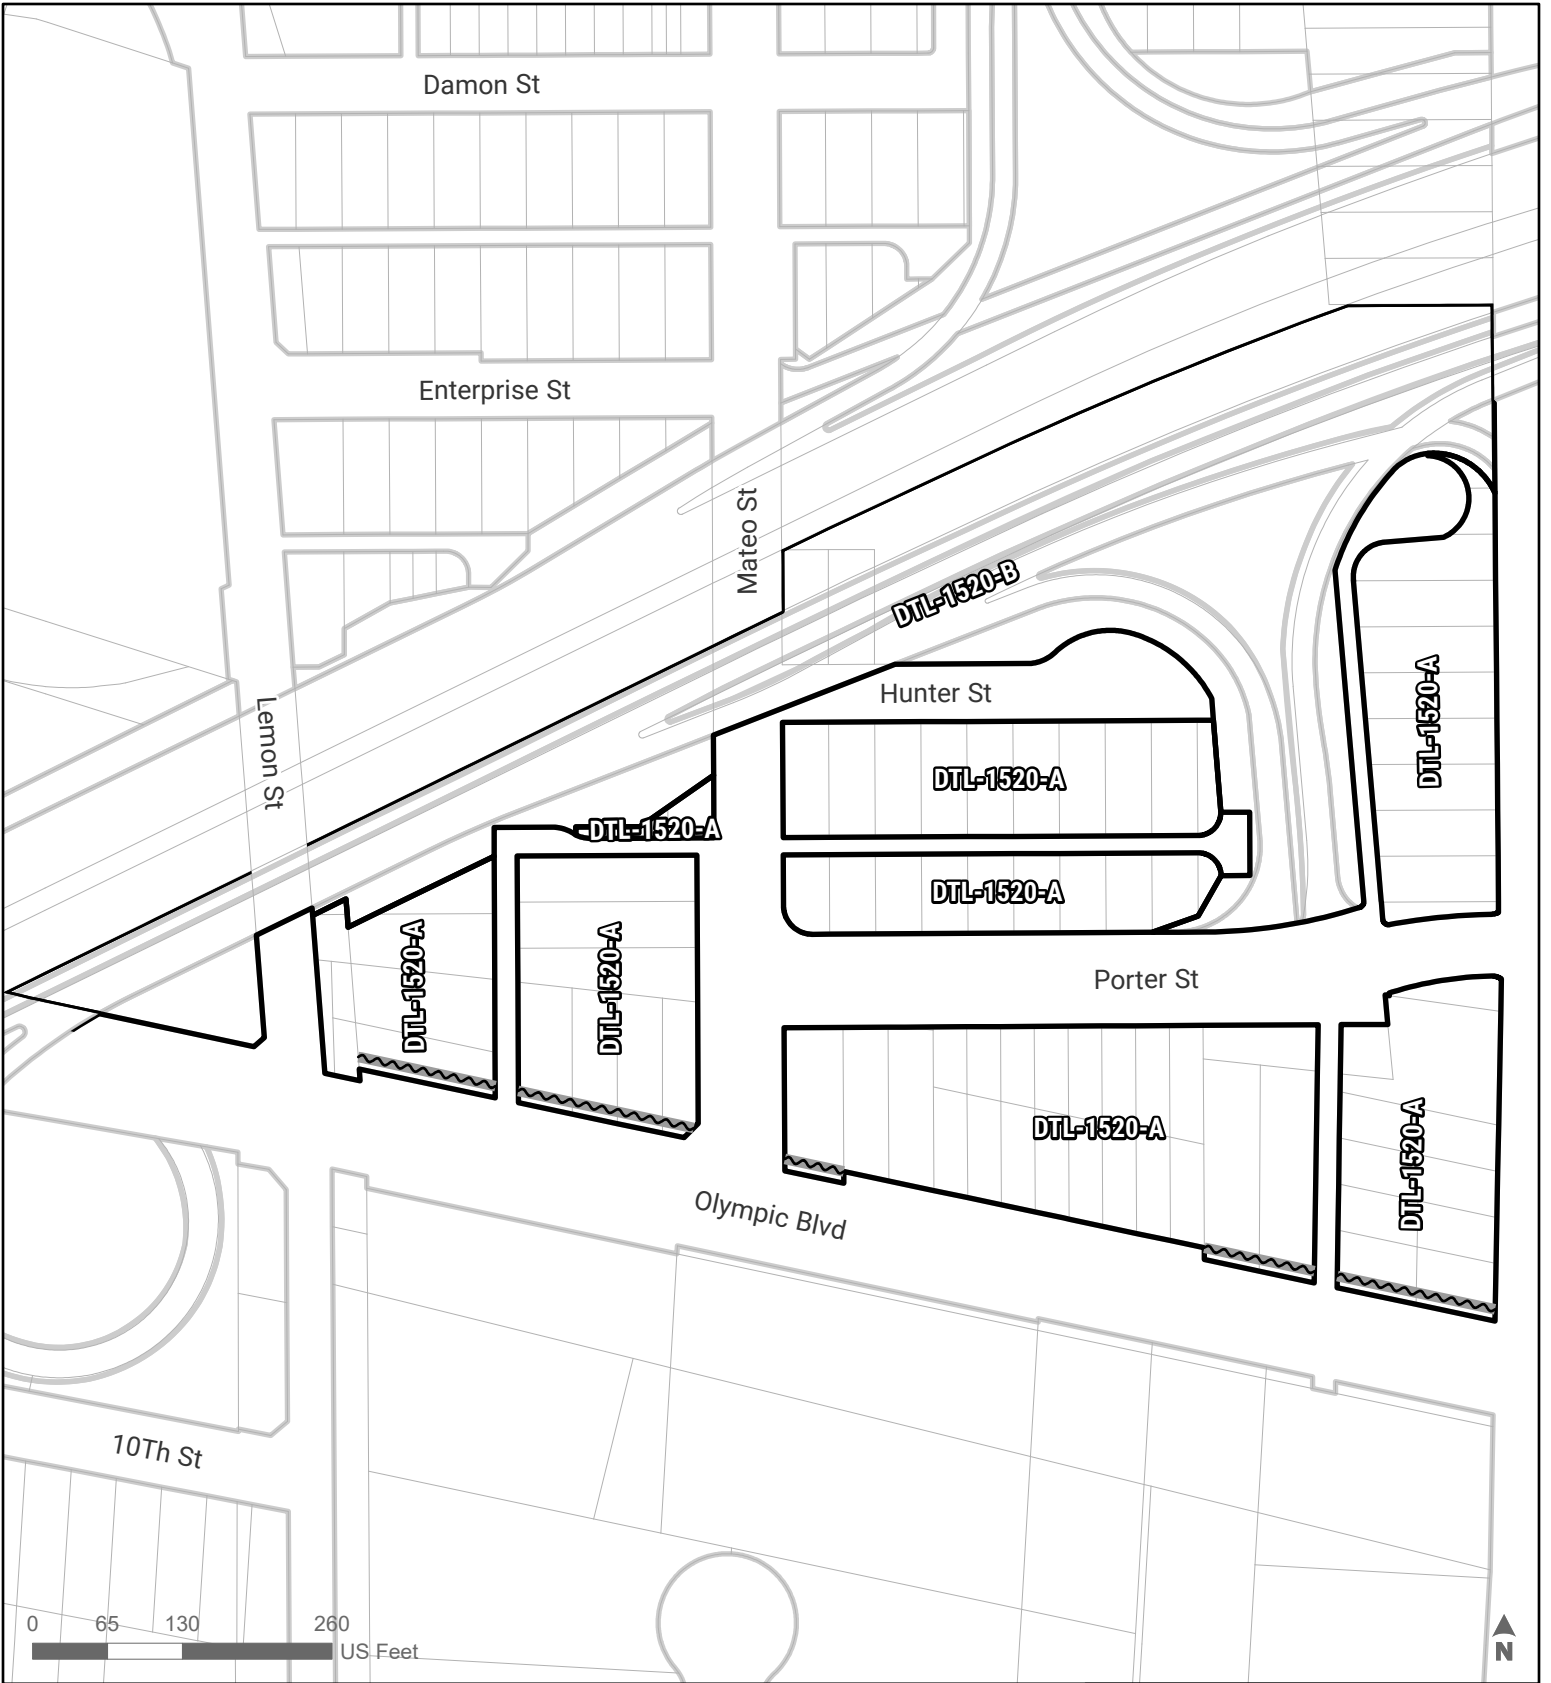 Damon St
Enterprise St
Mateo St
DTL-1520-B
Lemon St
Hunter St
DTL-1520-A
DTL-1520-A
DTL-1520-A
DTL-1520-A
DTL-1520-A
DTL-1520-A
Porter St
DTL-1520-A
DTL-1520-A
Olympic Blvd
10Th St
0 65 130 260
US Feet
N